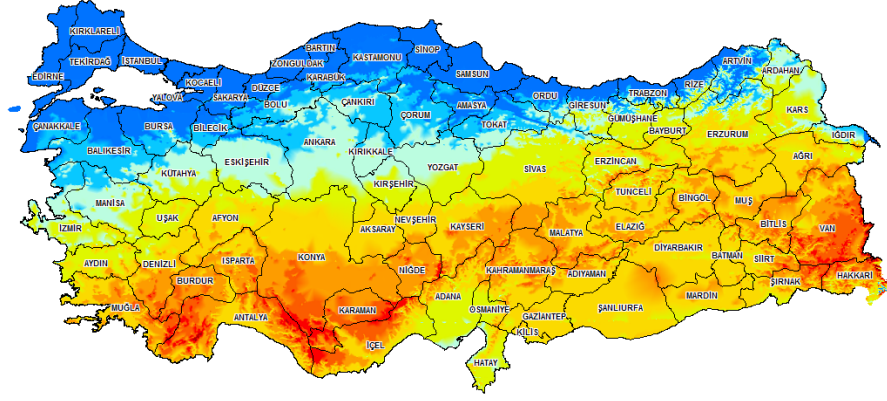 KIRKLARELİ
TEKİRDAĞ
İSTANBUL
EDİRNE
KOCAELİ
YALOVA
SAKARYA
DÜZCE
ZONGULDAK
BARTIN
KARABÜK
KASTAMONU
SİNOP
SAMSUN
ORDU
GİRESUN
TRABZON
RİZE
ARTVİN
ARDAHAN
KARS
IĞDIR
ÇANAKKALE
BURSA
BİLECİK
BOLU
ÇANKIRI
ÇORUM
AMASYA
TOKAT
GÜMÜŞHANE
BAYBURT
ERZURUM
AĞRI
BALIKESİR
KÜTAHYA
ESKİŞEHİR
ANKARA
KIRIKKALE
YOZGAT
SİVAS
ERZİNCAN
TUNCELİ
BİNGÖL
MUŞ
BİTLİS
VAN
MANİSA
UŞAK
AFYON
KIRŞEHİR
NEVŞEHİR
AKSARAY
KAYSERİ
MALATYA
ELAZIĞ
DİYARBAKIR
BATMAN
SİİRT
İZMİR
AYDIN
DENİZLİ
ISPARTA
BURDUR
KONYA
NİĞDE
KAHRAMANMARAŞ
ADIYAMAN
ŞIRNAK
HAKKARİ
MUĞLA
ANTALYA
KARAMAN
İÇEL
ADANA
OSMANİYE
GAZİANTEP
KİLİS
ŞANLIURFA
MARDİN
HATAY